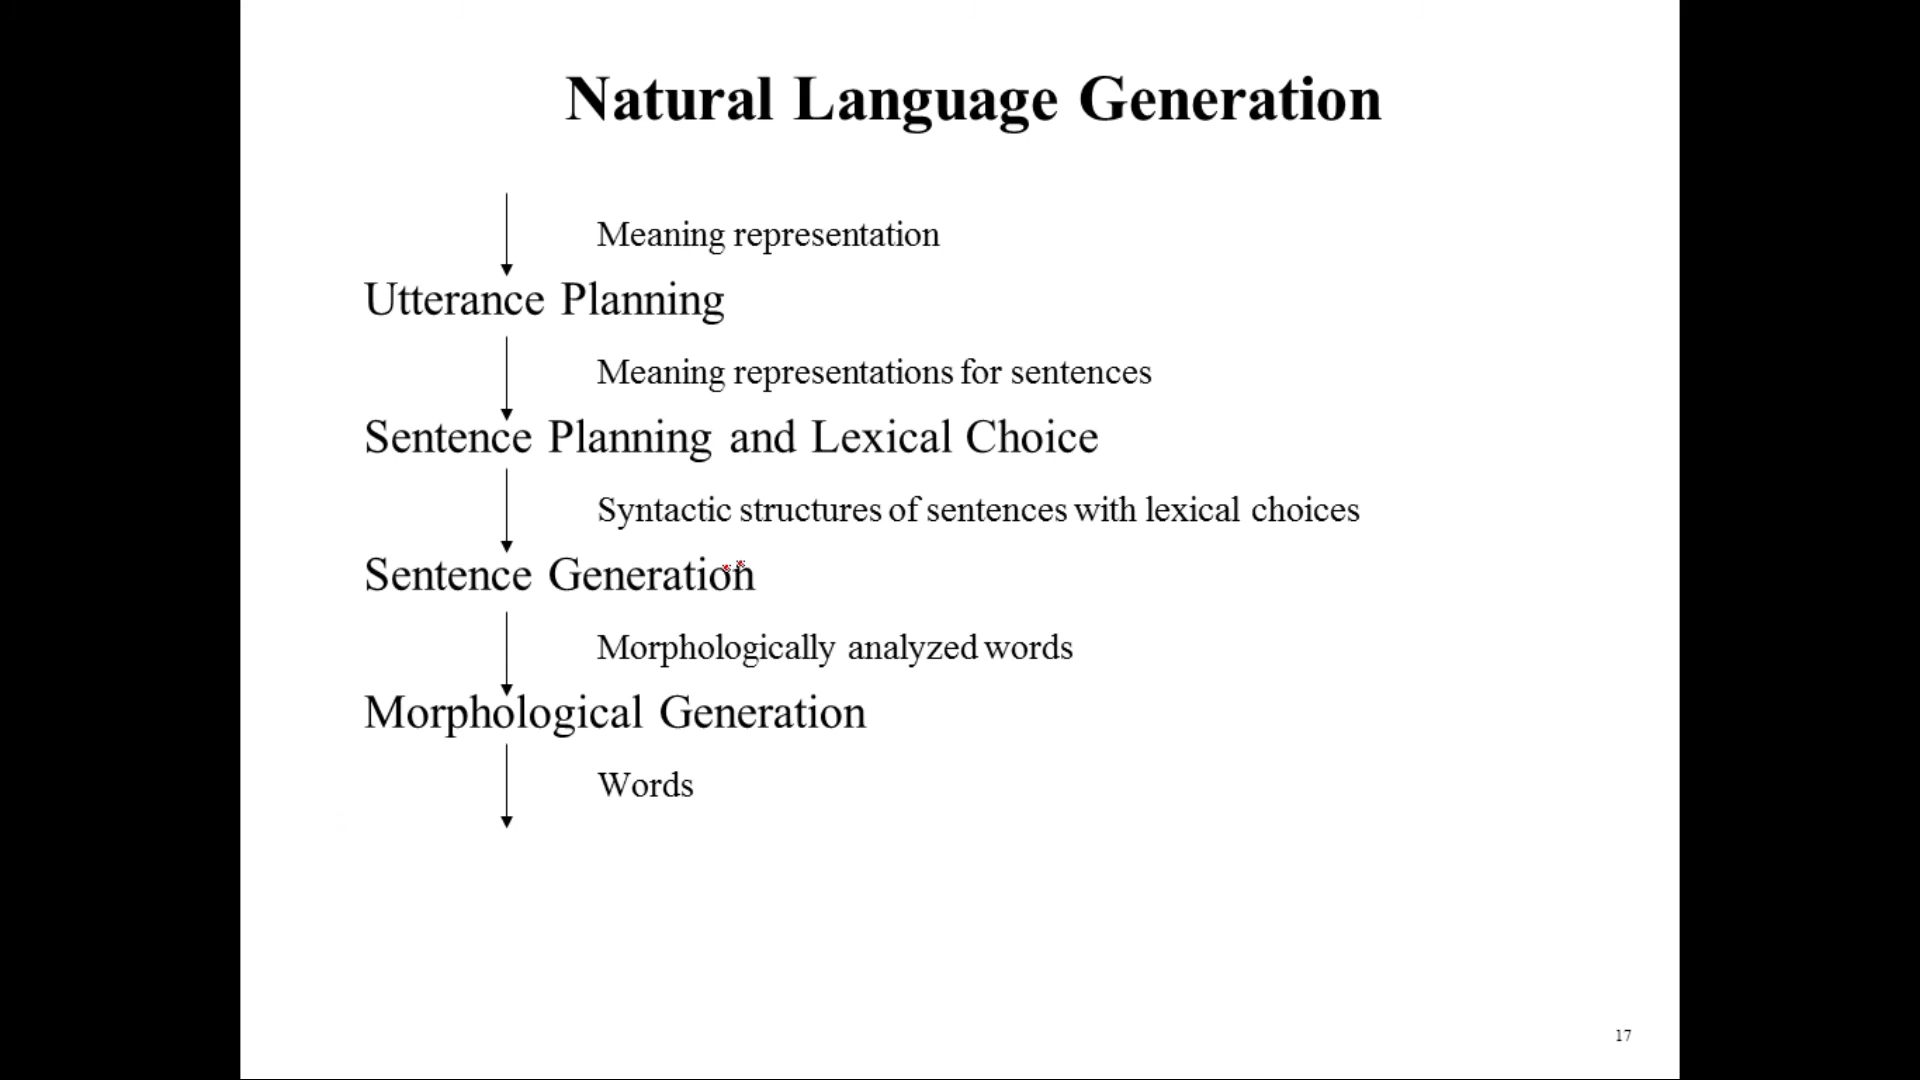 Natural Language Generation
Meaning representation
Utterance Planning
Meaning representations for sentences
Sentence Planning and Lexical Choice
Syntactic structures of sentences with lexical choices
Sentence Generation
Morphologically analyzed words
Morphological Generation
Words
17